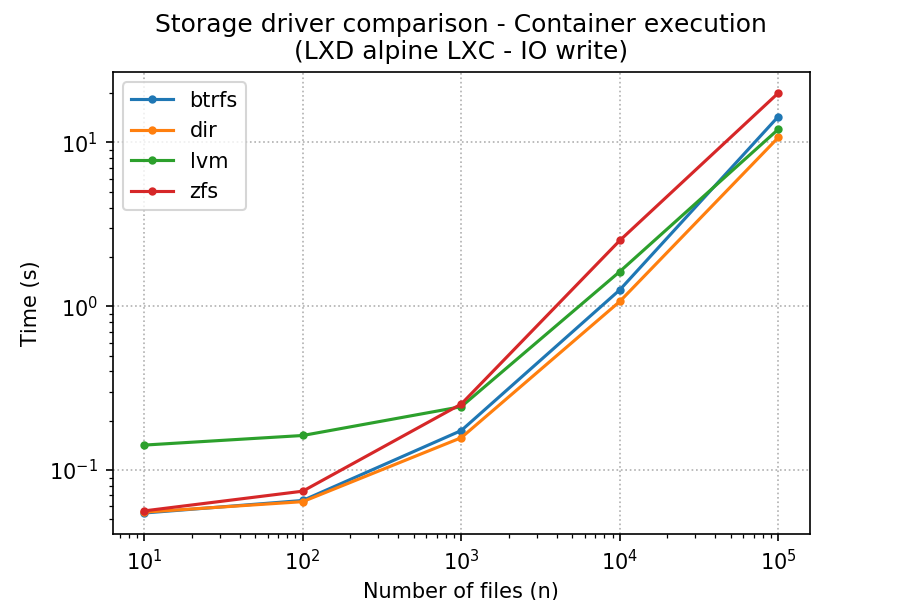 Storage driver comparison - Container execution
(LXD alpine LXC - IO write)
btrfs
dir
lvm
zfs
Time (s)
10¹
10⁰
10⁻¹
10¹ 10² 10³ 10⁴ 10⁵
Number of files (n)